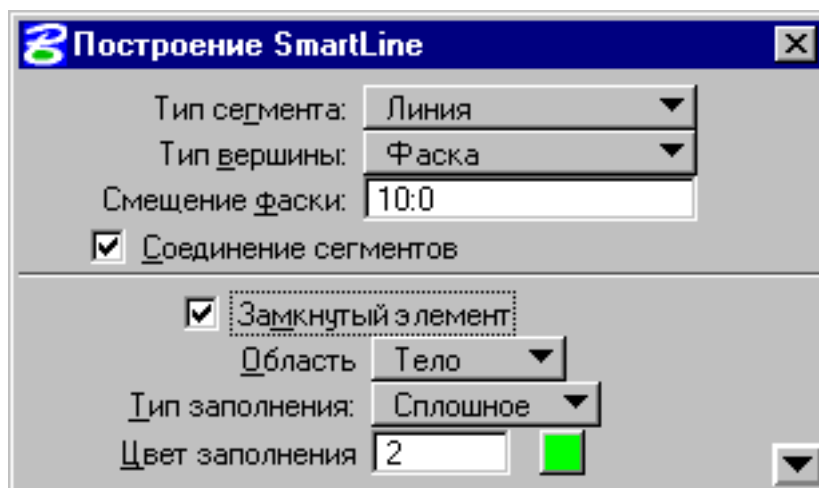 Построение SmartLine
Тип сегмента: Линия
Тип вершины: Фаска
Смещение фаски: 10:0
Соединение сегментов
Замкнутый элемент
Область Тело
Тип заполнения: Сплошное
Цвет заполнения 2